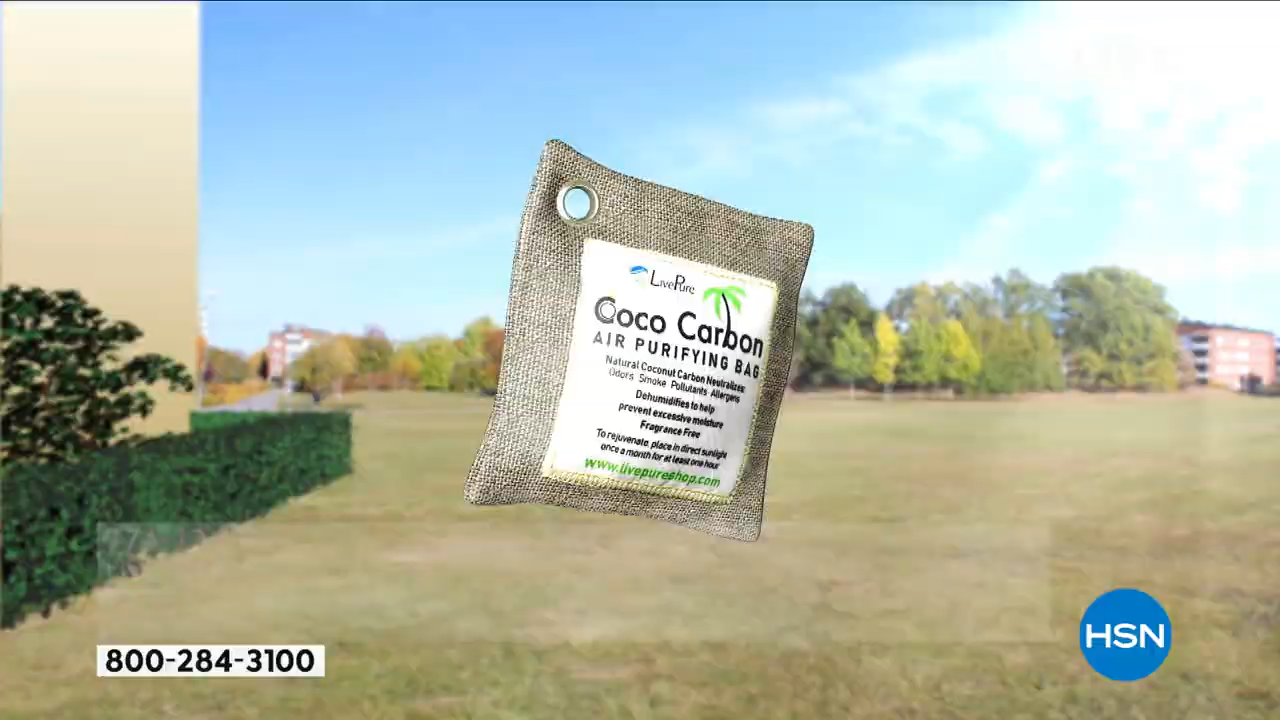 LivePure
Coco Carbon
AIR PURIFYING BAG
Natural Coconut Carbon Neutralizes
Odors Smoke Pollutants Allergens
Dehumidifies to help
prevent excessive moisture
Fragrance Free
To rejuvenate, place in direct sunlight
once a month for at least one hour
www.livepureshop.com
800-284-3100
HSN